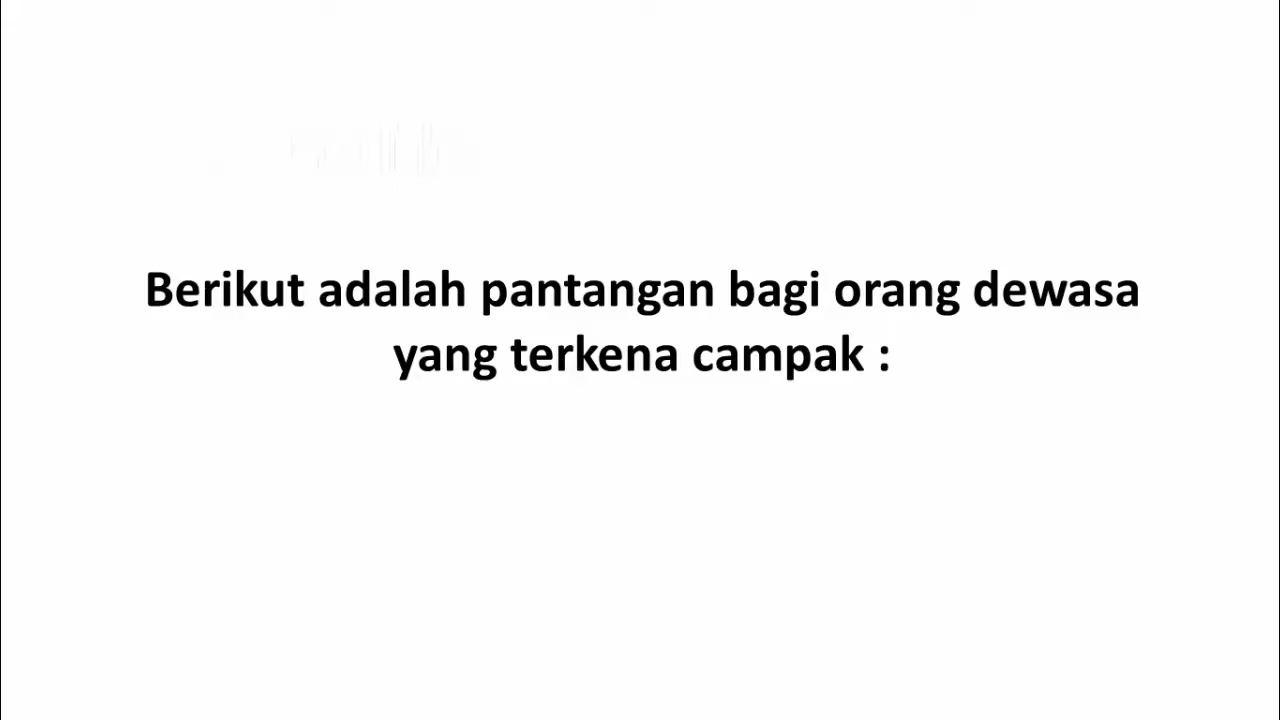 Berikut adalah pantangan bagi orang dewasa
yang terkena campak :